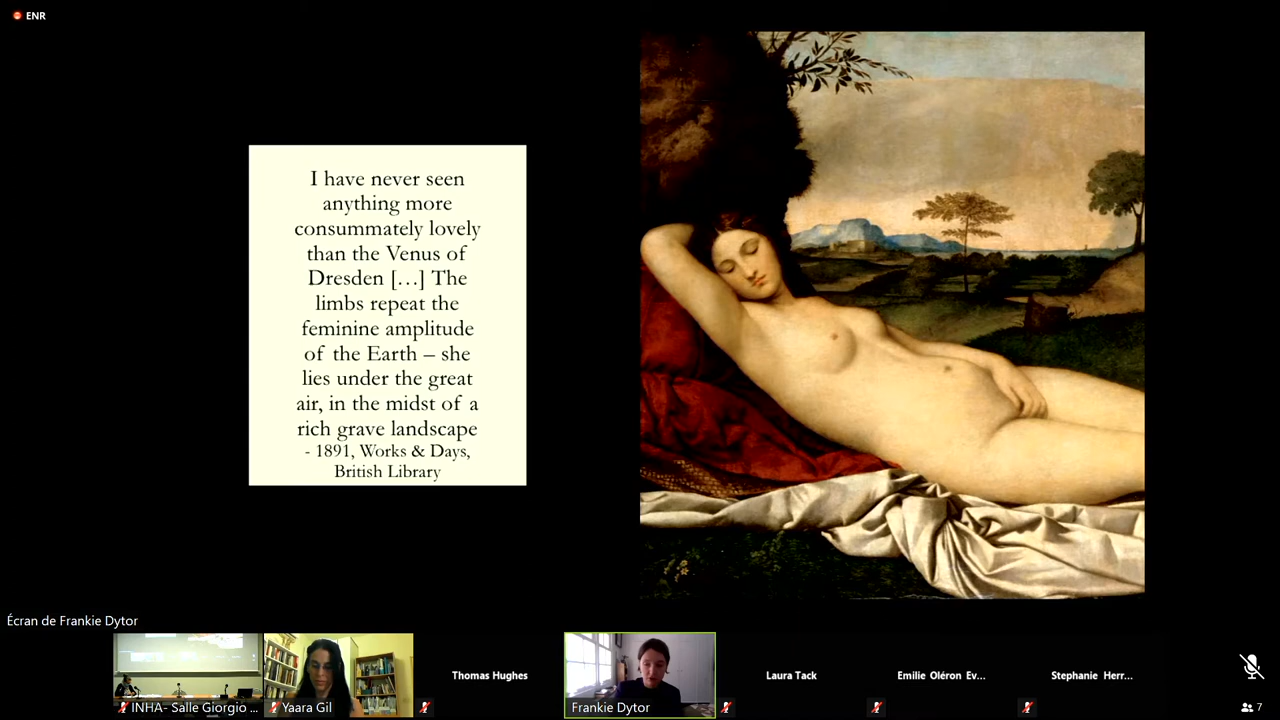 ENR
I have never seen
anything more
consummately lovely
than the Venus of
Dresden […] The
limbs repeat the
feminine amplitude
of the Earth – she
lies under the great
air, in the midst of a
rich grave landscape
- 1891, Works & Days,
British Library
Écran de Frankie Dytor
INHA- Salle Giorgio ...
Yaara Gil
Thomas Hughes
Frankie Dytor
Laura Tack
Emilie Oléron Ev...
Stephanie Herr...
7